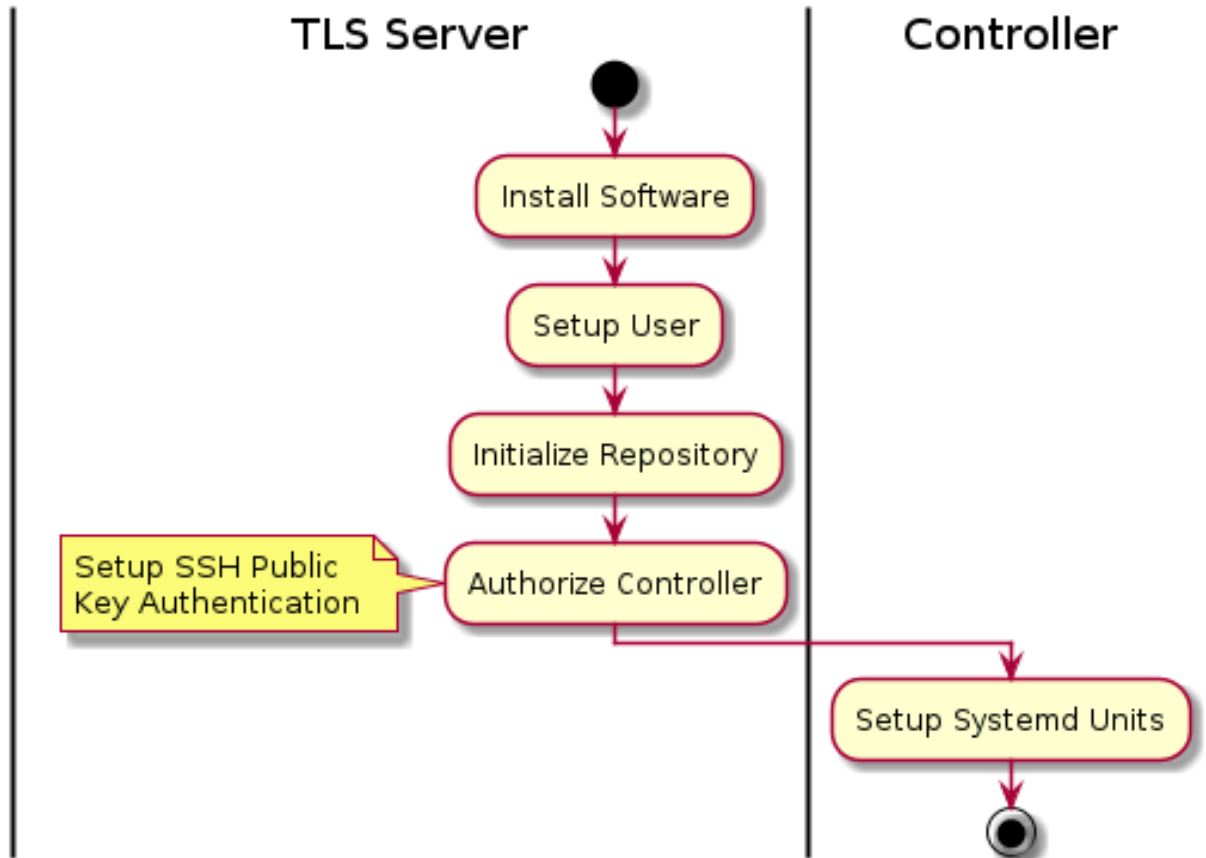 TLS Server
Controller
Install Software
Setup User
Initialize Repository
Setup SSH Public
Key Authentication
Authorize Controller
Setup Systemd Units